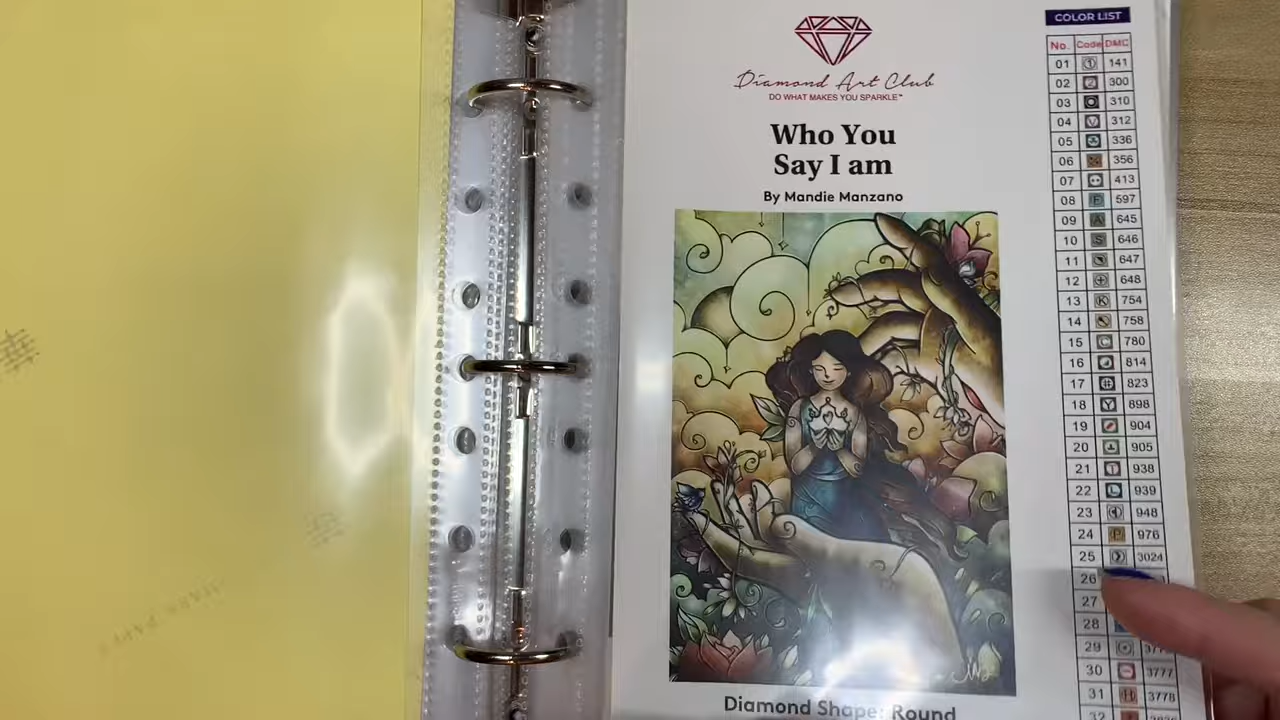 Diamond Art Club
DO WHAT MAKES YOU SPARKLE™
Who You
Say I am
By Mandie Manzano
Diamond Shape: Round
COLOR LIST
No. Code DMC
01 1 141
02 2 300
03 310
04 V 312
05 336
06 356
07 413
08 E 597
09 A 645
10 S 646
11 647
12 648
13 K 754
14 758
15 C 780
16 814
17 823
18 Y 898
19 904
20 905
21 T 938
22 L 939
23 948
24 P 976
25 3024
26
27
28
29 377
30 3777
31 H 3778
32